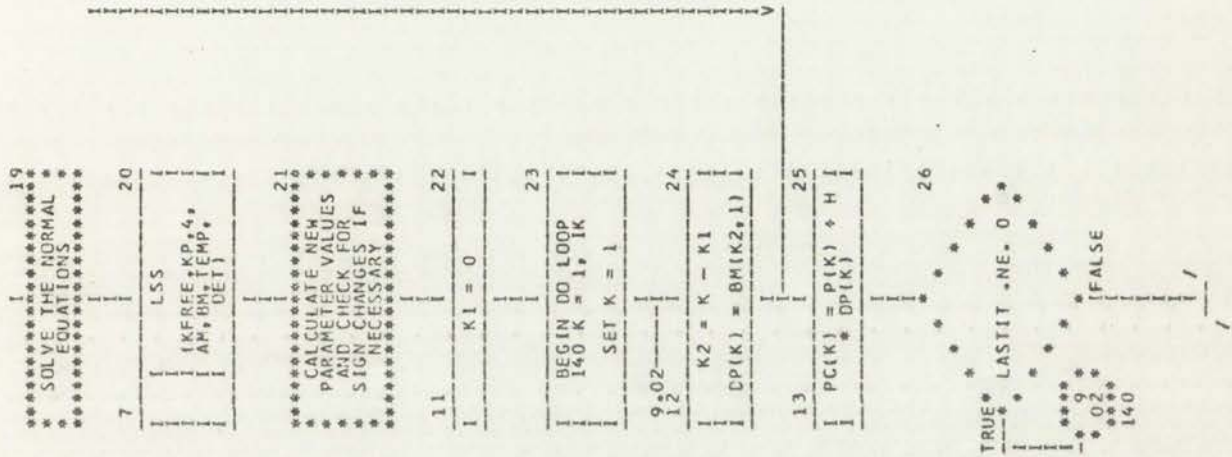 19
* SOLVE THE NORMAL *
* EQUATIONS *
7 20
LSS
(KFREE,KP,4,
AM,BM,TEMP,
DET)
21
* CALCULATE NEW *
* PARAMETER VALUES *
* AND CHECK FOR *
* SIGN CHANGES IF *
* NECESSARY *
11 22
K1 = 0
23
BEGIN DO LOOP
140 K = 1, IK
SET K = 1
9.02
12 24
K2 = K - K1
DP(K) = BM(K2,1)
13 25
PC(K) = P(K) + H
* DP(K)
26
TRUE
LASTIT .NE. 0
FALSE
9
02
140